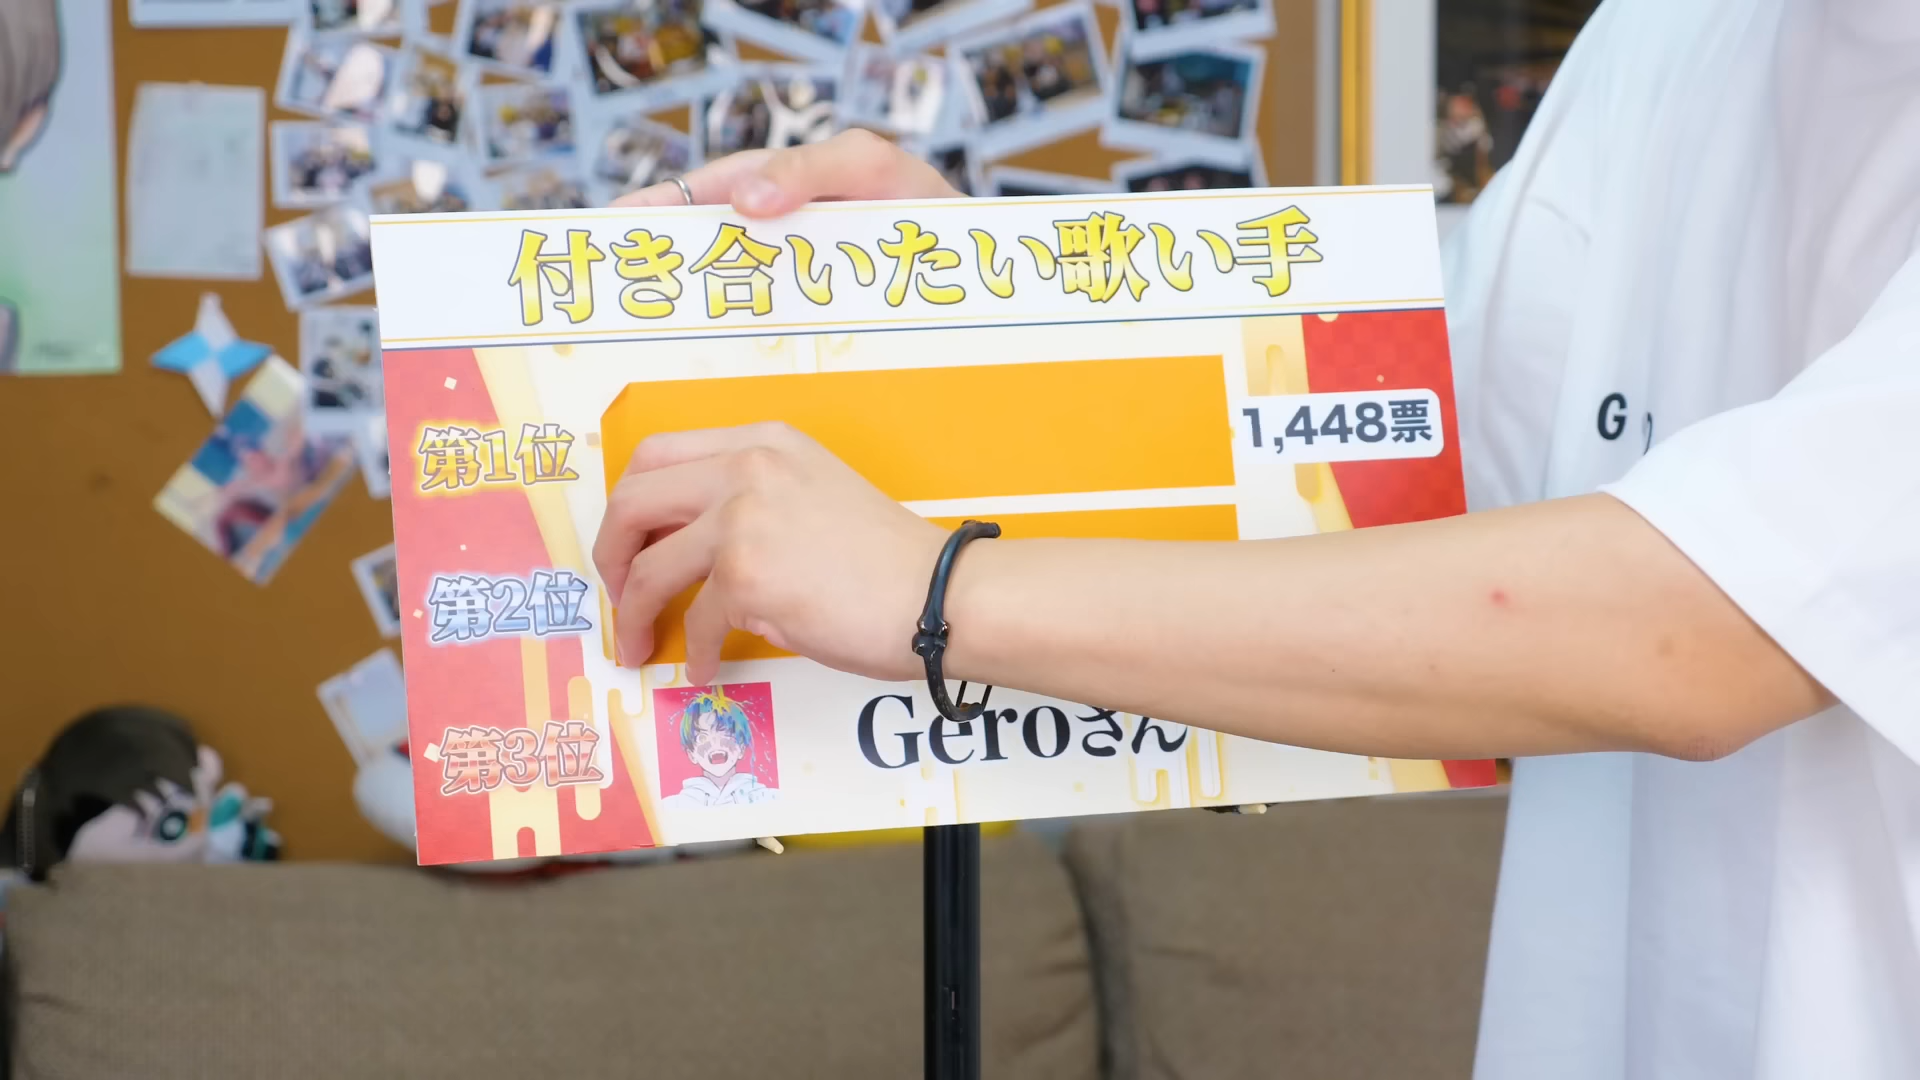 付き合いたい歌い手
第1位
1,448票
第2位
第3位
Geroさん
G